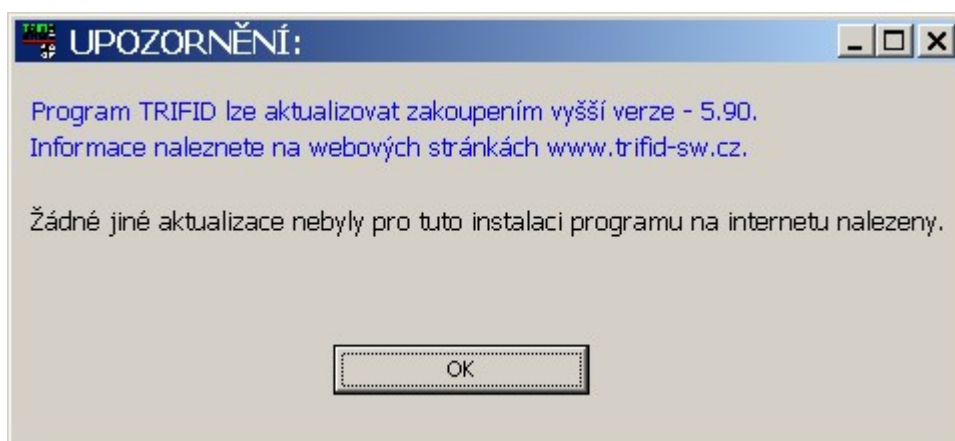 UPOZORNĚNÍ:
Program TRIFID lze aktualizovat zakoupením vyšší verze - 5.90.
Informace naleznete na webových stránkách www.trifid-sw.cz.
Žádné jiné aktualizace nebyly pro tuto instalaci programu na internetu nalezeny.
OK